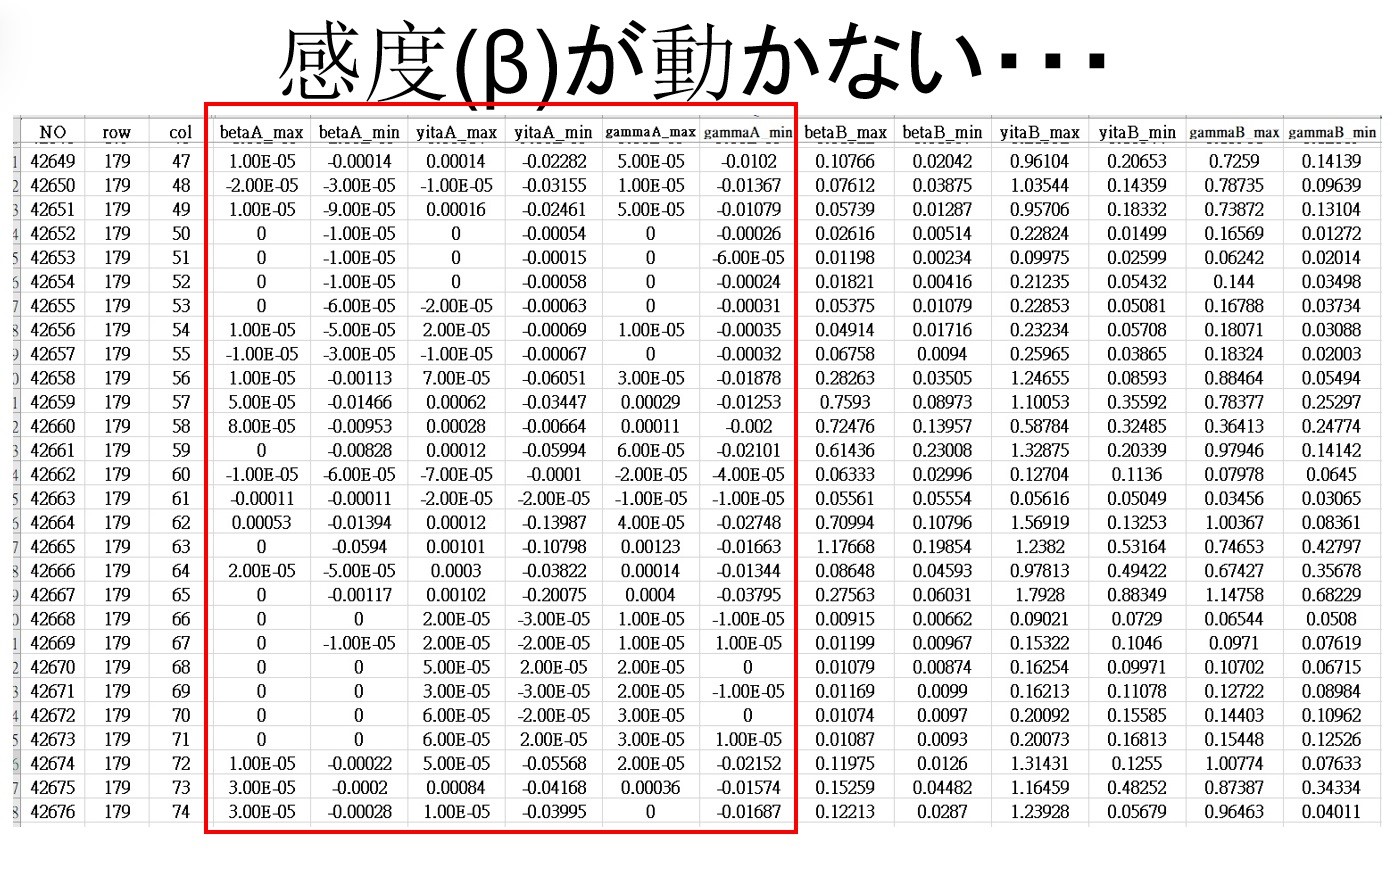 感度(β)が動かない・・・
NO row col betaA_max betaA_min yitaA_max yitaA_min gammaA_max gammaA_min betaB_max betaB_min yitaB_max yitaB_min gammaB_max gammaB_min
42649 179 47 1.00E-05 -0.00014 0.00014 -0.02282 5.00E-05 -0.0102 0.10766 0.02042 0.96104 0.20653 0.7259 0.14139
42650 179 48 -2.00E-05 -3.00E-05 -1.00E-05 -0.03155 1.00E-05 -0.01367 0.07612 0.03875 1.03544 0.14359 0.78735 0.09639
42651 179 49 1.00E-05 -9.00E-05 0.00016 -0.02461 5.00E-05 -0.01079 0.05739 0.01287 0.95706 0.18332 0.73872 0.13104
42652 179 50 0 -1.00E-05 0 -0.00054 0 -0.00026 0.02616 0.00514 0.22824 0.01499 0.16569 0.01272
42653 179 51 0 -1.00E-05 0 -0.00015 0 -6.00E-05 0.01198 0.00234 0.09975 0.02599 0.06242 0.02014
42654 179 52 0 -1.00E-05 0 -0.00058 0 -0.00024 0.01821 0.00416 0.21235 0.05432 0.144 0.03498
42655 179 53 0 -6.00E-05 -2.00E-05 -0.00063 0 -0.00031 0.05375 0.01079 0.22853 0.05081 0.16788 0.03734
42656 179 54 1.00E-05 -5.00E-05 2.00E-05 -0.00069 1.00E-05 -0.00035 0.04914 0.01716 0.23234 0.05708 0.18071 0.03088
42657 179 55 -1.00E-05 -3.00E-05 -1.00E-05 -0.00067 0 -0.00032 0.06758 0.0094 0.25965 0.03865 0.18324 0.02003
42658 179 56 1.00E-05 -0.00113 7.00E-05 -0.06051 3.00E-05 -0.01878 0.28263 0.03505 1.24655 0.08593 0.88464 0.05494
42659 179 57 5.00E-05 -0.01466 0.00062 -0.03447 0.00029 -0.01253 0.7593 0.08973 1.10053 0.35592 0.78377 0.25297
42660 179 58 8.00E-05 -0.00953 0.00028 -0.00664 0.00011 -0.002 0.72476 0.13957 0.58784 0.32485 0.36413 0.24774
42661 179 59 0 -0.00828 0.00012 -0.05994 6.00E-05 -0.02101 0.61436 0.23008 1.32875 0.20339 0.97946 0.14142
42662 179 60 -1.00E-05 -6.00E-05 -7.00E-05 -0.0001 -2.00E-05 -4.00E-05 0.06333 0.02996 0.12704 0.1136 0.07978 0.0645
42663 179 61 -0.00011 -0.00011 -2.00E-05 -2.00E-05 -1.00E-05 -1.00E-05 0.05561 0.05554 0.05616 0.05049 0.03456 0.03065
42664 179 62 0.00053 -0.01394 0.00012 -0.13987 4.00E-05 -0.02748 0.70994 0.10796 1.56919 0.13253 1.00367 0.08361
42665 179 63 0 -0.0594 0.00101 -0.10798 0.00123 -0.01663 1.17668 0.19854 1.2382 0.53164 0.74653 0.42797
42666 179 64 2.00E-05 -5.00E-05 0.0003 -0.03822 0.00014 -0.01344 0.08648 0.04593 0.97813 0.49422 0.67427 0.35678
42667 179 65 0 -0.00117 0.00102 -0.20075 0.0004 -0.03795 0.27563 0.06031 1.7928 0.88349 1.14758 0.68229
42668 179 66 0 0 2.00E-05 -3.00E-05 1.00E-05 -1.00E-05 0.00915 0.00662 0.09021 0.0729 0.06544 0.0508
42669 179 67 0 -1.00E-05 2.00E-05 -2.00E-05 1.00E-05 1.00E-05 0.01199 0.00967 0.15322 0.1046 0.0971 0.07619
42670 179 68 0 0 5.00E-05 2.00E-05 2.00E-05 0 0.01079 0.00874 0.16254 0.09971 0.10702 0.06715
42671 179 69 0 0 3.00E-05 -3.00E-05 2.00E-05 -1.00E-05 0.01169 0.0099 0.16213 0.11078 0.12722 0.08984
42672 179 70 0 0 6.00E-05 -2.00E-05 3.00E-05 0 0.01074 0.0097 0.20092 0.15585 0.14403 0.10962
42673 179 71 0 0 6.00E-05 2.00E-05 3.00E-05 1.00E-05 0.01087 0.0093 0.20073 0.16813 0.15448 0.12526
42674 179 72 1.00E-05 -0.00022 5.00E-05 -0.05568 2.00E-05 -0.02152 0.11975 0.0126 1.31431 0.1255 1.00774 0.07633
42675 179 73 3.00E-05 -0.0002 0.00084 -0.04168 0.00036 -0.01574 0.15259 0.04482 1.16459 0.48252 0.87387 0.34334
42676 179 74 3.00E-05 -0.00028 1.00E-05 -0.03995 0 -0.01687 0.12213 0.0287 1.23928 0.05679 0.96463 0.04011